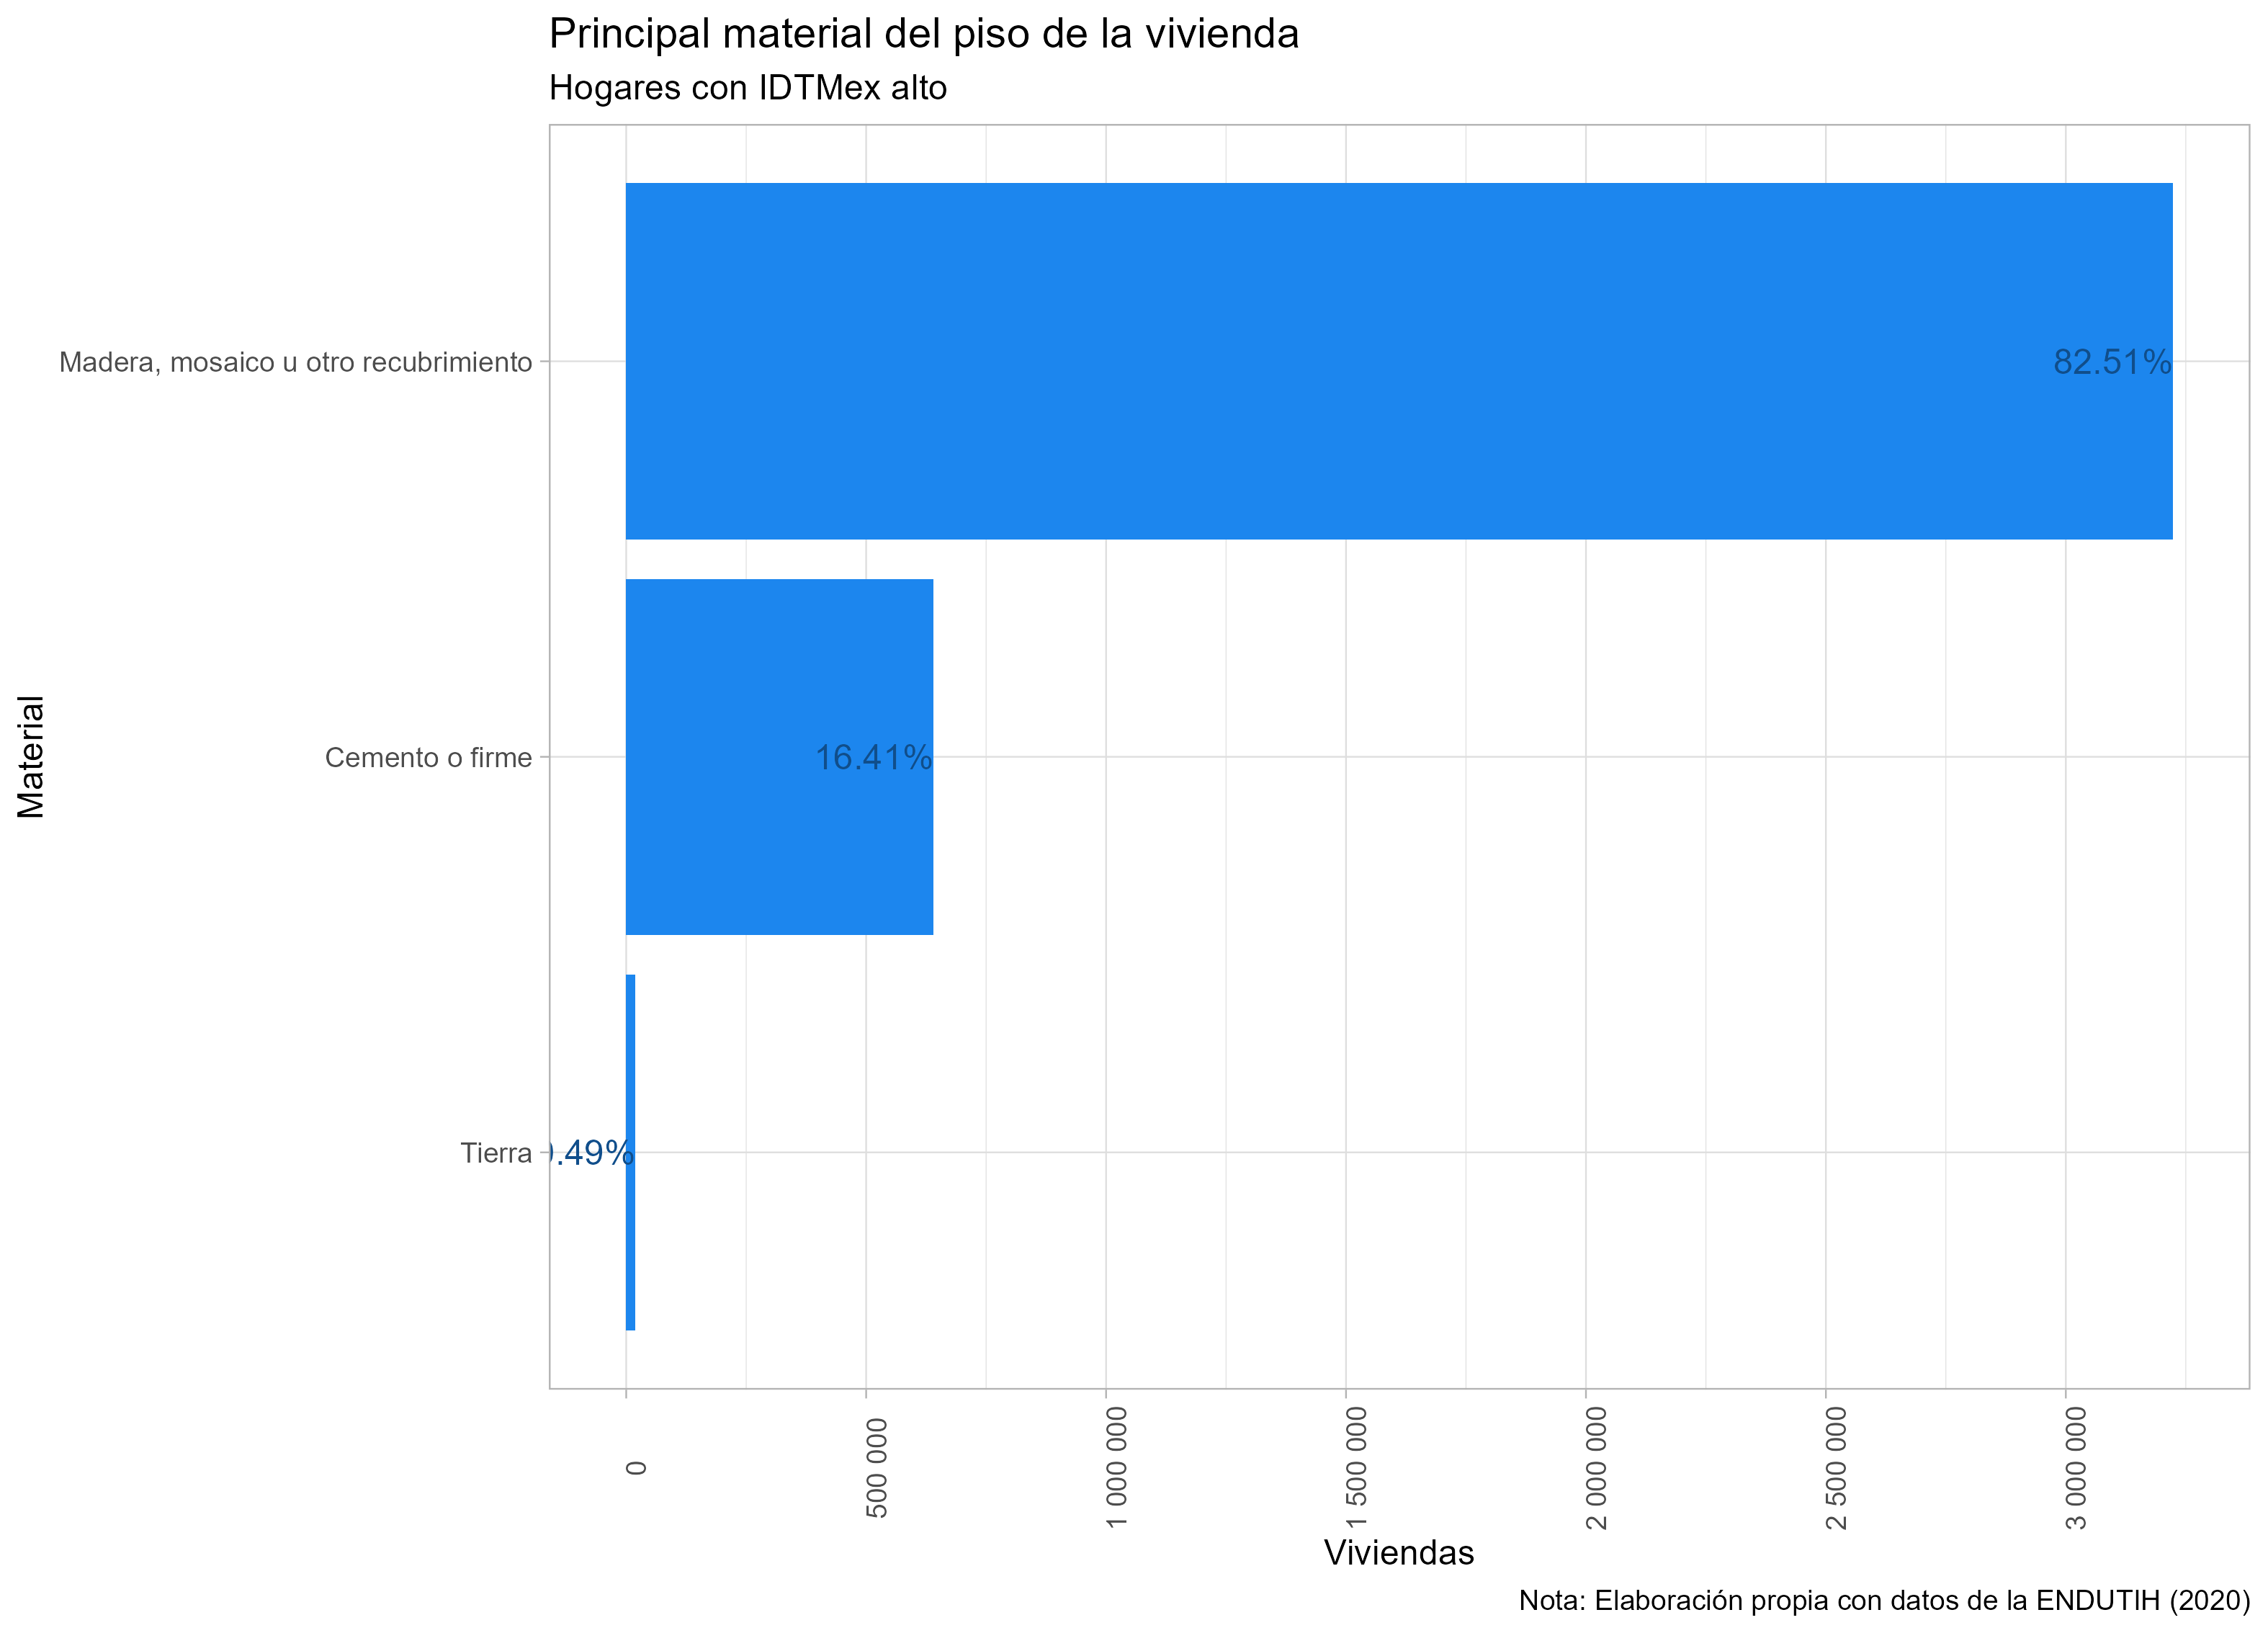 Principal material del piso de la vivienda
Hogares con IDTMex alto
Material
Madera, mosaico u otro recubrimiento
82.51%
Cemento o firme
16.41%
Tierra
.49%
0
500 000
1 000 000
1 500 000
2 000 000
2 500 000
3 000 000
Viviendas
Nota: Elaboración propia con datos de la ENDUTIH (2020)